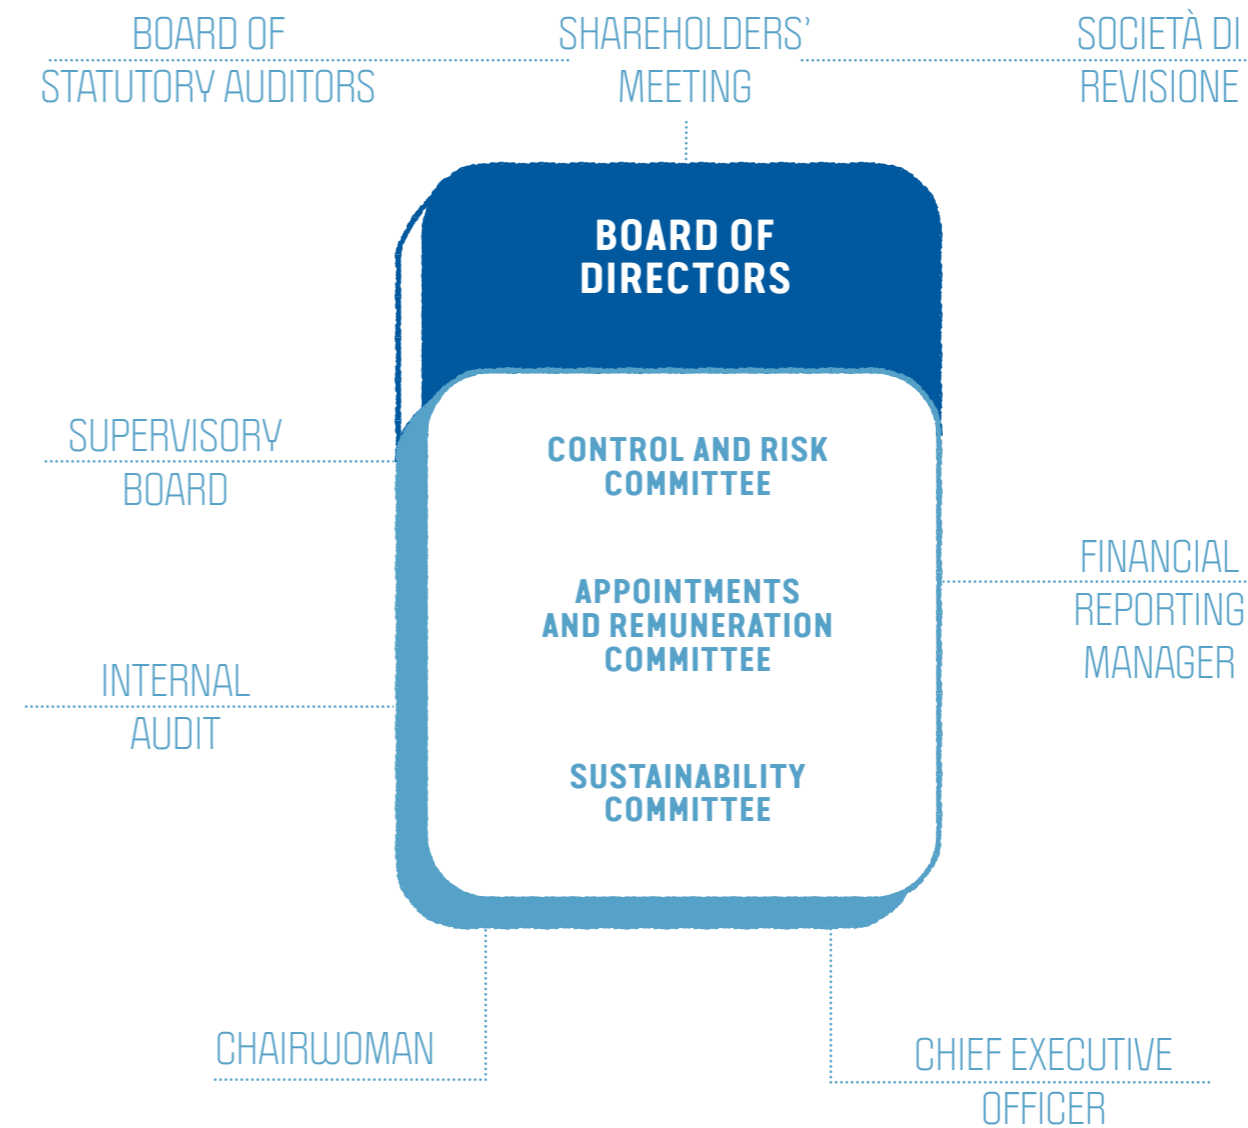 BOARD OF
STATUTORY AUDITORS
SHAREHOLDERS’
MEETING
SOCIETÀ DI
REVISIONE
BOARD OF
DIRECTORS
SUPERVISORY
BOARD
CONTROL AND RISK
COMMITTEE
FINANCIAL
REPORTING
MANAGER
APPOINTMENTS
AND REMUNERATION
COMMITTEE
INTERNAL
AUDIT
SUSTAINABILITY
COMMITTEE
CHAIRWOMAN
CHIEF EXECUTIVE
OFFICER